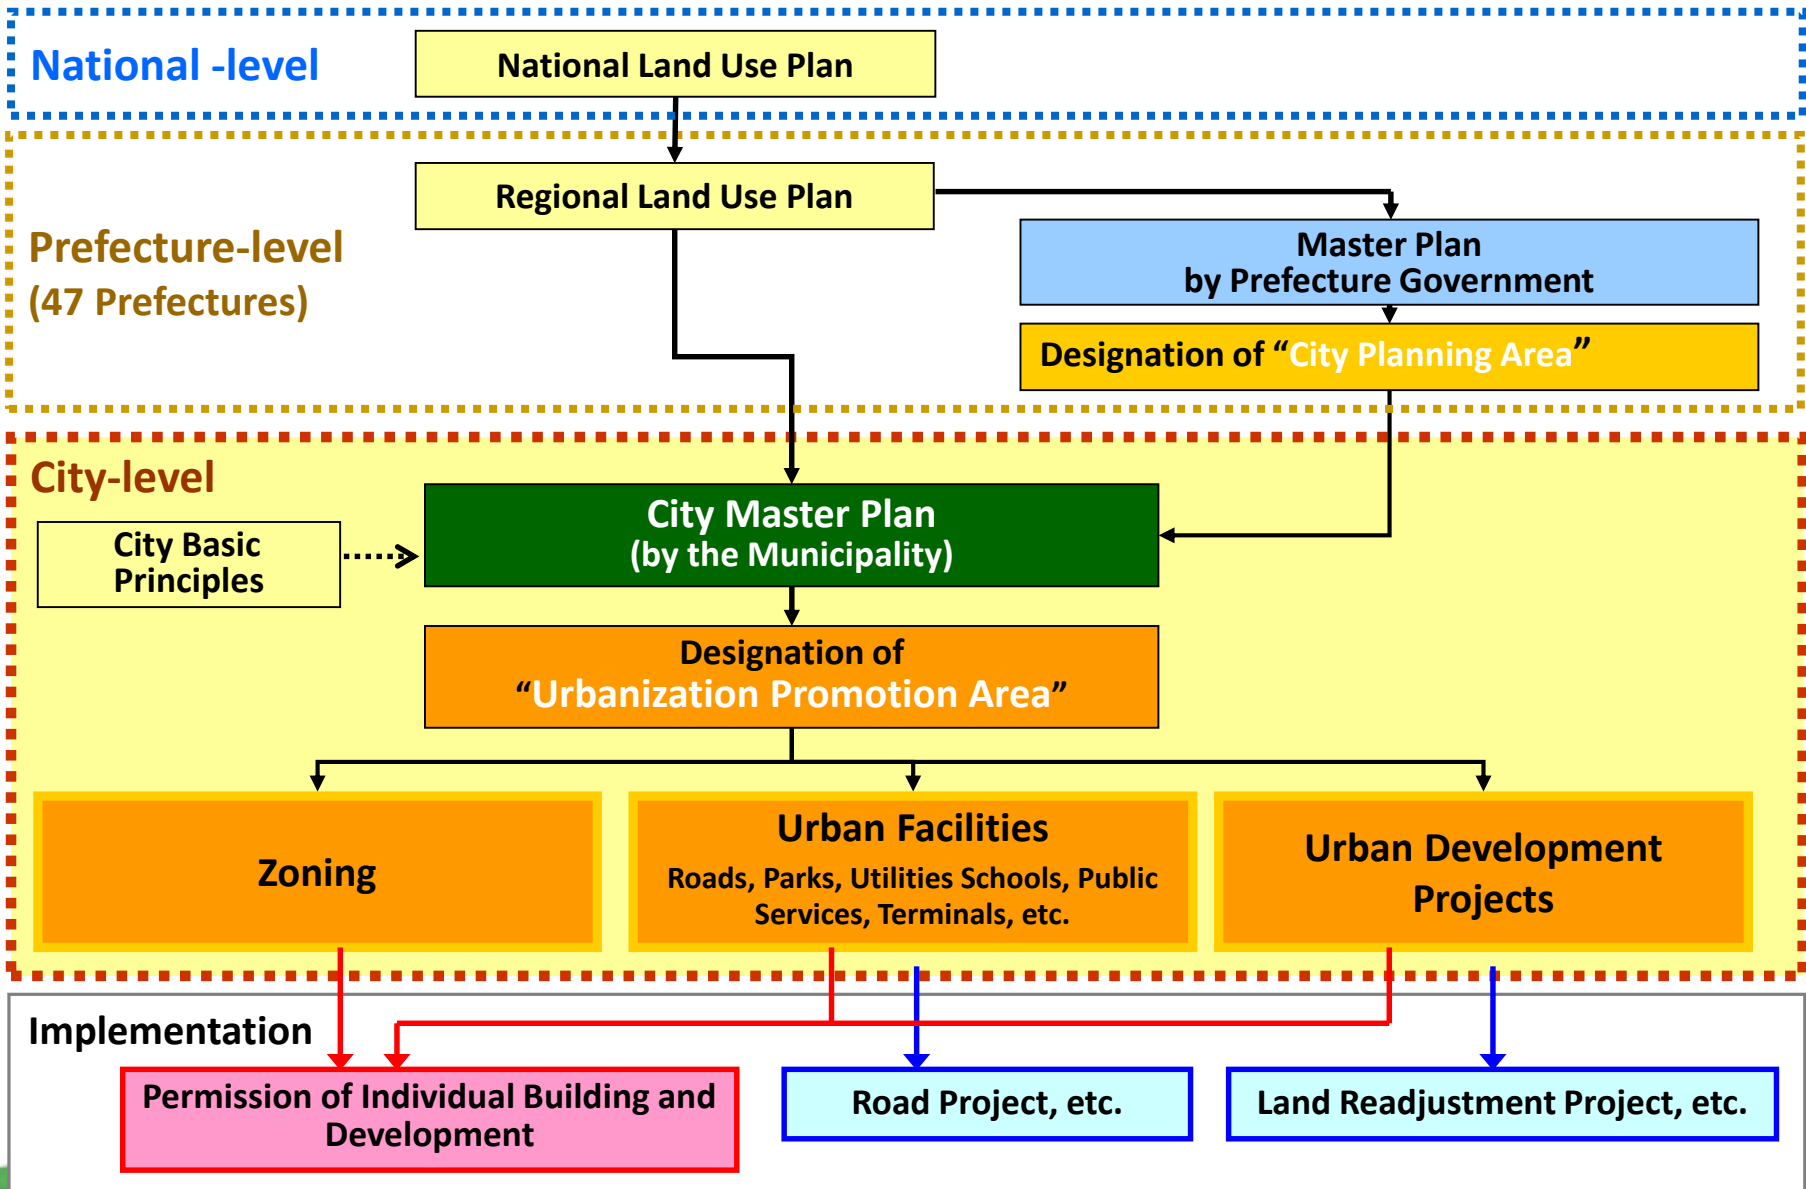 National -level
National Land Use Plan
Regional Land Use Plan
Prefecture-level
(47 Prefectures)
Master Plan
by Prefecture Government
Designation of “City Planning Area”
City-level
City Basic
Principles
City Master Plan
(by the Municipality)
Designation of
“Urbanization Promotion Area”
Zoning
Urban Facilities
Roads, Parks, Utilities Schools, Public
Services, Terminals, etc.
Urban Development
Projects
Implementation
Permission of Individual Building and
Development
Road Project, etc.
Land Readjustment Project, etc.